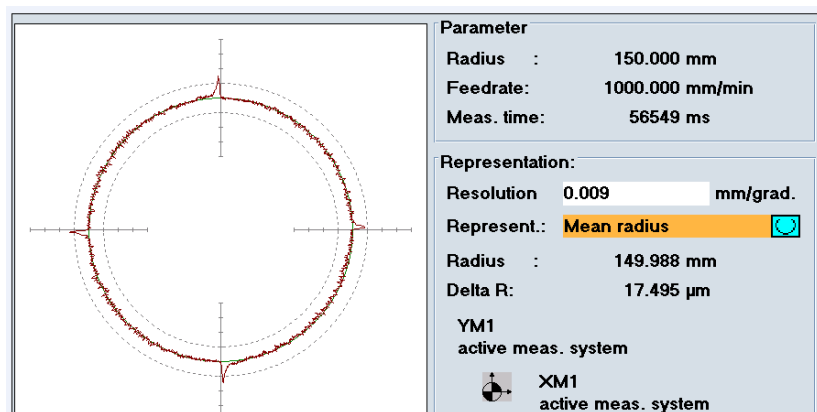 Parameter
Radius : 150.000 mm
Feedrate: 1000.000 mm/min
Meas. time: 56549 ms
Representation:
Resolution 0.009 mm/grad.
Represent.: Mean radius
Radius : 149.988 mm
Delta R: 17.495 µm
YM1
active meas. system
XM1
active meas. system